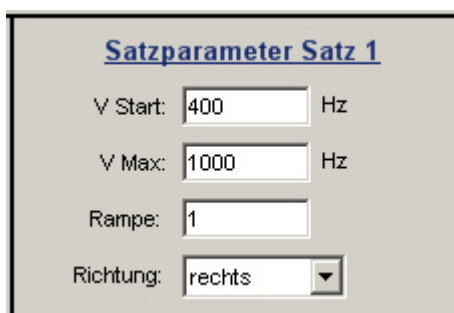 Satzparameter Satz 1
V Start: 400 Hz
V Max: 1000 Hz
Rampe: 1
Richtung: rechts